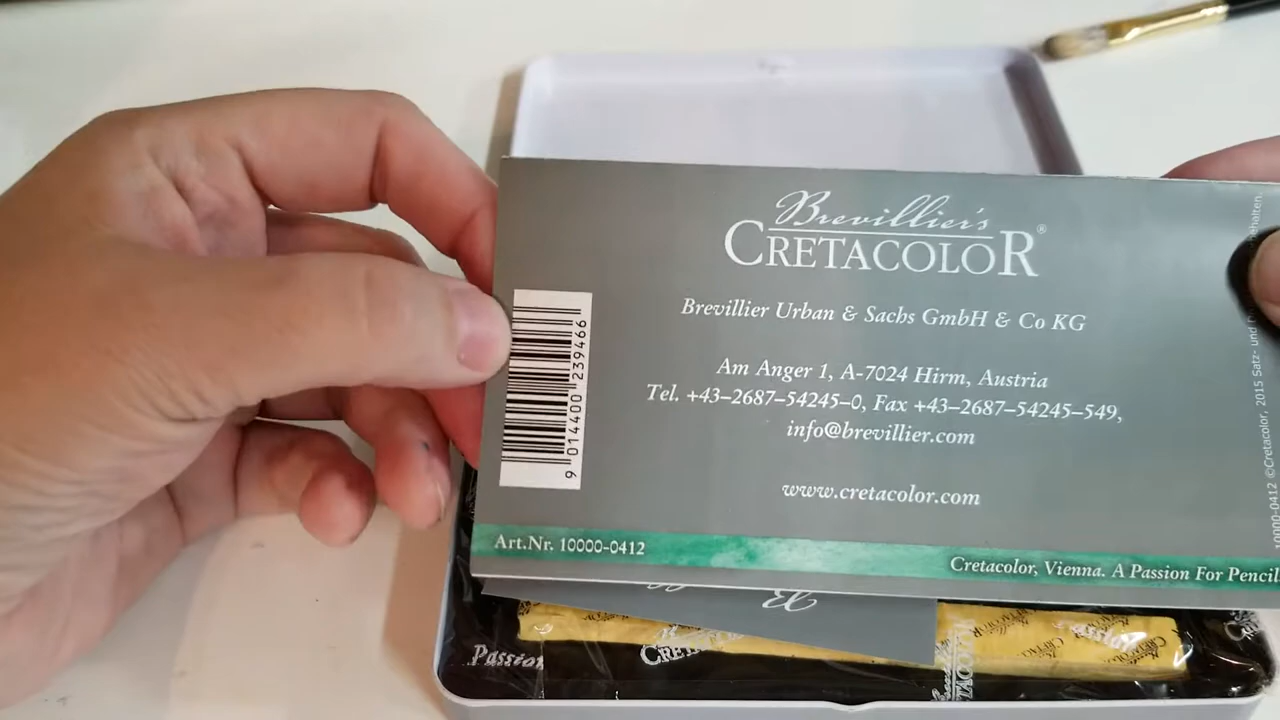 Brevillier's
CRETACOLOR®
Brevillier Urban & Sachs GmbH & Co KG
Am Anger 1, A-7024 Hirm, Austria
Tel. +43–2687–54245–0, Fax +43–2687–54245–549,
info@brevillier.com
www.cretacolor.com
9 014400 239466
Art.Nr. 10000-0412
Cretacolor, Vienna. A Passion For Pencil
10000-0412 ©Cretacolor, 2015 Satz- und
Passion